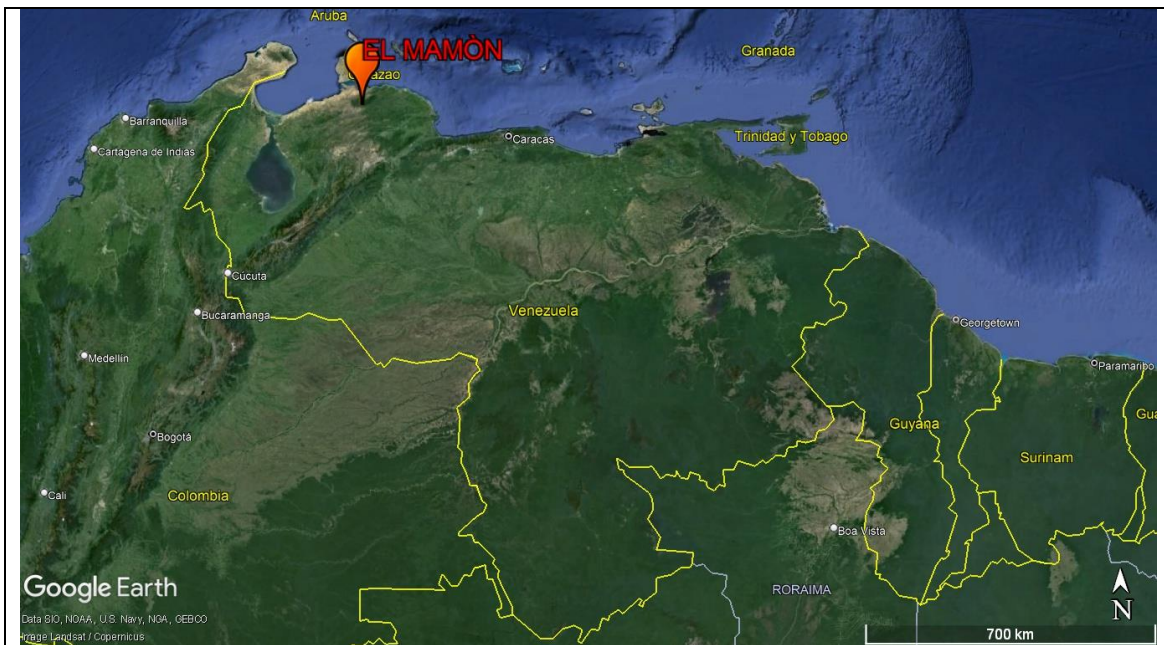 Aruba
EL MAMÒN
Granada
Barranquilla
Cartagena de Indias
Caracas
Trinidad y Tobago
Cúcuta
Bucaramanga
Venezuela
Georgetown
Medellín
Paramaribo
Guyana
Bogotá
Surinam
Colombia
Cali
Boa Vista
Google Earth
RORAIMA
N
Data SIO, NOAA, U.S. Navy, NGA, GEBCO
Image Landsat / Copernicus
700 km